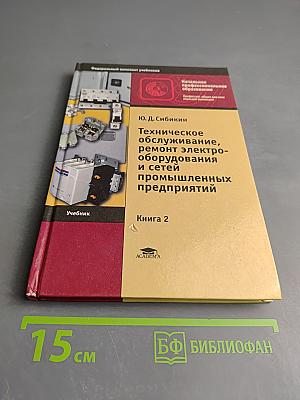 Федеральный комплект учебников
Начальное
профессиональное
образование
Ю.Д.Сибикин
Техническое
обслуживание,
ремонт электро-
оборудования
и сетей
промышленных
предприятий
Учебник
Книга 2
ACADEMA
15 см
БФ БИБЛИОФАН